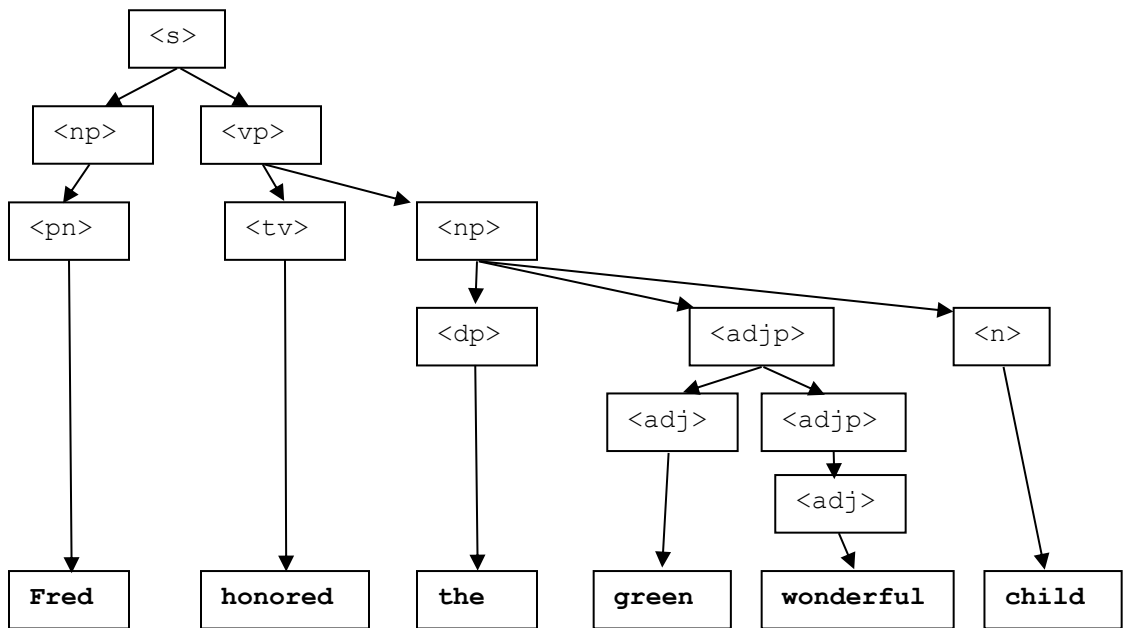 <s>
<np> <vp>
<pn> <tv> <np>
<dp> <adjp> <n>
<adj> <adjp>
<adj>
Fred honored the green wonderful child